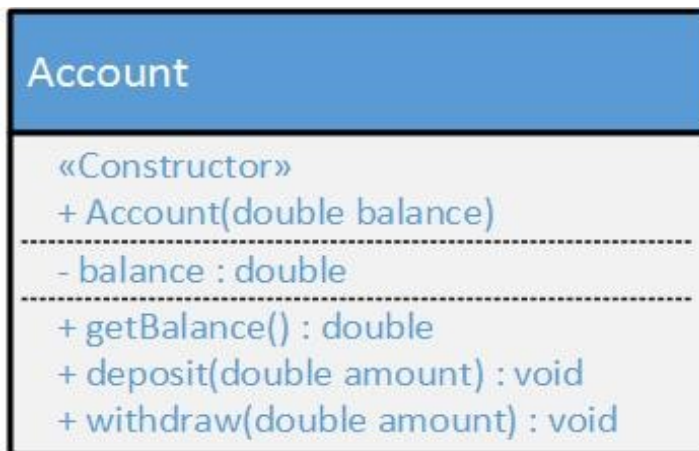 Account
«Constructor»
+ Account(double balance)
- balance : double
+ getBalance() : double
+ deposit(double amount) : void
+ withdraw(double amount) : void